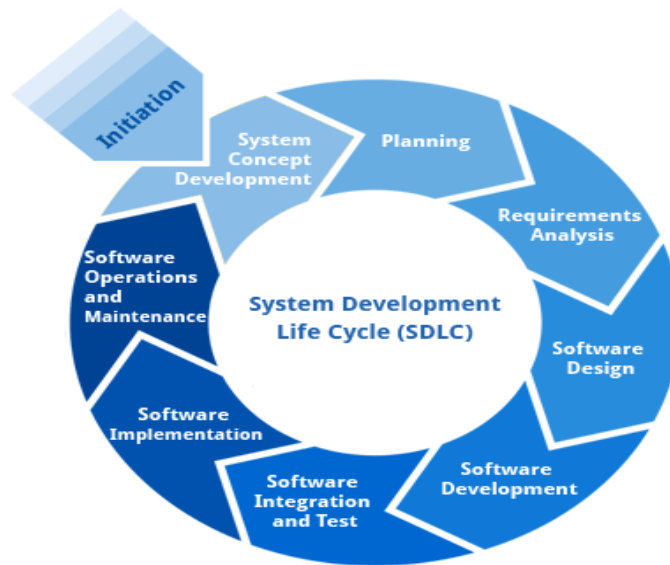 Initiation
System
Concept
Development
Planning
Requirements
Analysis
Software
Design
Software
Development
Software
Integration
and Test
Software
Implementation
Software
Operations
and
Maintenance
System Development
Life Cycle (SDLC)